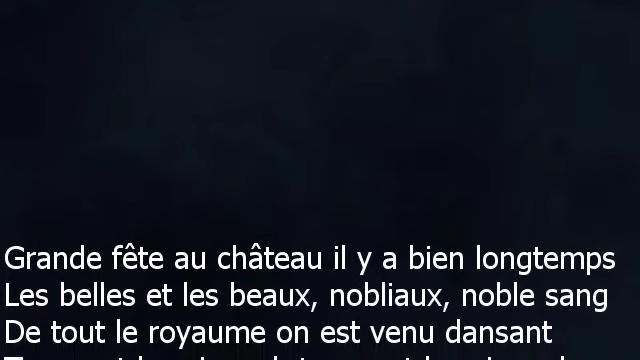 Grande fête au château il y a bien longtemps
Les belles et les beaux, nobliaux, noble sang
De tout le royaume on est venu dansant